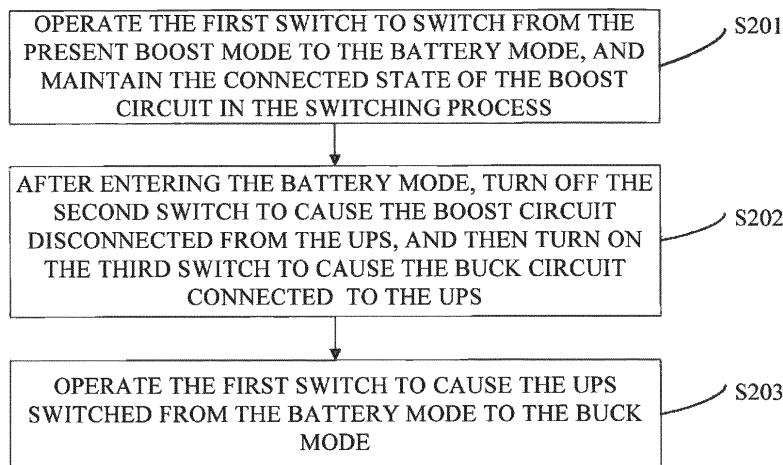 OPERATE THE FIRST SWITCH TO SWITCH FROM THE
PRESENT BOOST MODE TO THE BATTERY MODE, AND
MAINTAIN THE CONNECTED STATE OF THE BOOST
CIRCUIT IN THE SWITCHING PROCESS
S201
AFTER ENTERING THE BATTERY MODE, TURN OFF THE
SECOND SWITCH TO CAUSE THE BOOST CIRCUIT
DISCONNECTED FROM THE UPS, AND THEN TURN ON
THE THIRD SWITCH TO CAUSE THE BUCK CIRCUIT
CONNECTED TO THE UPS
S202
OPERATE THE FIRST SWITCH TO CAUSE THE UPS
SWITCHED FROM THE BATTERY MODE TO THE BUCK
MODE
S203